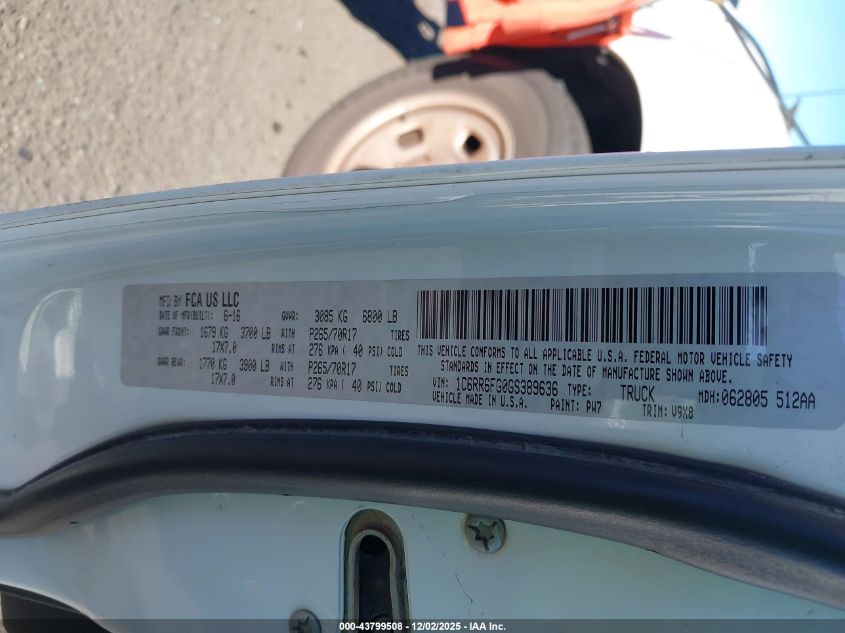 MFD BY FCA US LLC
DATE OF MFR(BUILT): 6-16 GVWR: 3085 KG 6800 LB
GAWR FRONT: 1679 KG 3700 LB WITH P265/70R17 TIRES
17X7.0 RIMS AT 276 KPA ( 40 PSI) COLD
GAWR REAR: 1770 KG 3900 LB WITH P265/70R17 TIRES
17X7.0 RIMS AT 276 KPA ( 40 PSI) COLD
THIS VEHICLE CONFORMS TO ALL APPLICABLE U.S.A. FEDERAL MOTOR VEHICLE SAFETY
STANDARDS IN EFFECT ON THE DATE OF MANUFACTURE SHOWN ABOVE.
VIN: 1C6RR6FG0GS389636 TYPE: TRUCK MDH:062805 512AA
VEHICLE MADE IN U.S.A. PAINT: PW7 TRIM: V9X8
000-43799508 - 12/02/2025 - IAA Inc.